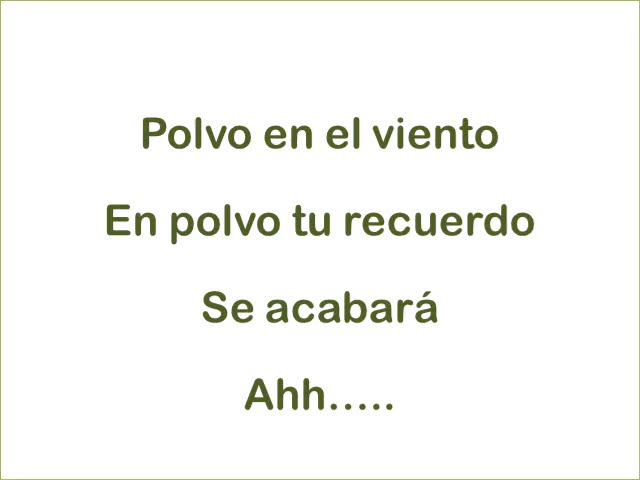 Polvo en el viento
En polvo tu recuerdo
Se acabará
Ahh…..